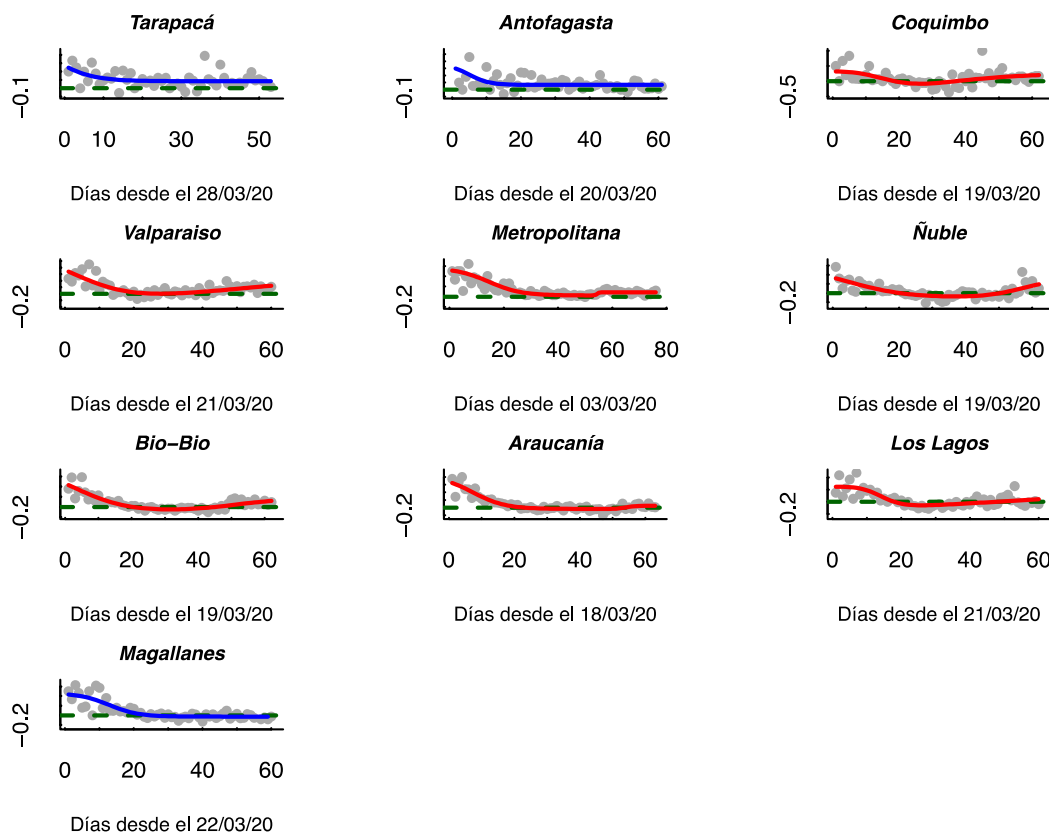 Tarapacá
−0.1
0 10 30 50
Días desde el 28/03/20
Antofagasta
−0.1
0 20 40 60
Días desde el 20/03/20
Coquimbo
−0.5
0 20 40 60
Días desde el 19/03/20
Valparaiso
−0.2
0 20 40 60
Días desde el 21/03/20
Metropolitana
−0.2
0 20 40 60 80
Días desde el 03/03/20
Ñuble
−0.2
0 20 40 60
Días desde el 19/03/20
Bio−Bio
−0.2
0 20 40 60
Días desde el 19/03/20
Araucanía
−0.2
0 20 40 60
Días desde el 18/03/20
Los Lagos
−0.2
0 20 40 60
Días desde el 21/03/20
Magallanes
−0.2
0 20 40 60
Días desde el 22/03/20